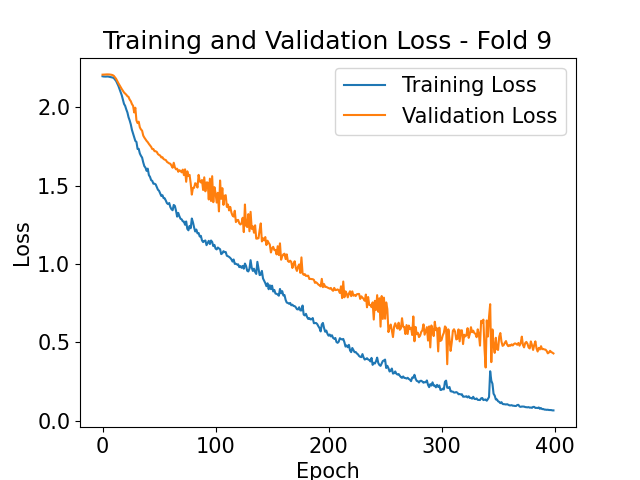 Training and Validation Loss - Fold 9
Training Loss
Validation Loss
Loss
2.0
1.5
1.0
0.5
0.0
0 100 200 300 400
Epoch